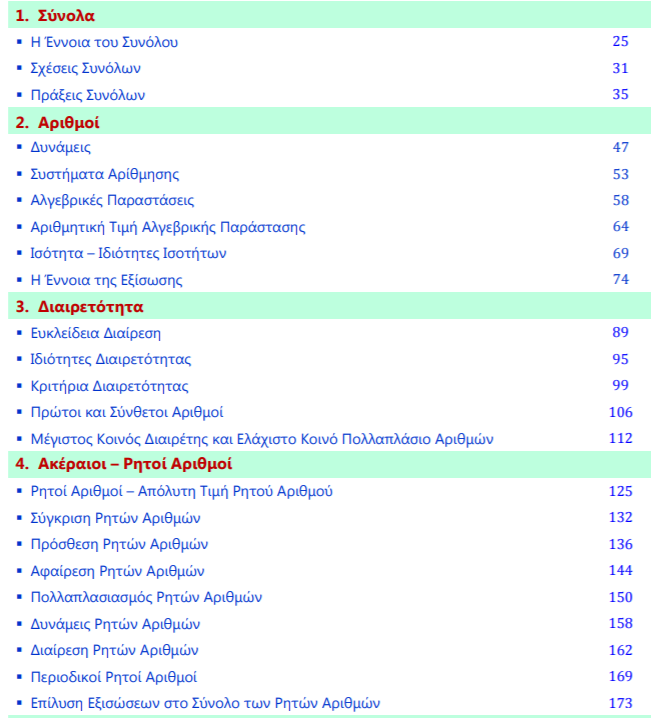 1. Σύνολα
▪ Η Έννοια του Συνόλου 25
▪ Σχέσεις Συνόλων 31
▪ Πράξεις Συνόλων 35
2. Αριθμοί
▪ Δυνάμεις 47
▪ Συστήματα Αρίθμησης 53
▪ Αλγεβρικές Παραστάσεις 58
▪ Αριθμητική Τιμή Αλγεβρικής Παράστασης 64
▪ Ισότητα – Ιδιότητες Ισοτήτων 69
▪ Η Έννοια της Εξίσωσης 74
3. Διαιρετότητα
▪ Ευκλείδεια Διαίρεση 89
▪ Ιδιότητες Διαιρετότητας 95
▪ Κριτήρια Διαιρετότητας 99
▪ Πρώτοι και Σύνθετοι Αριθμοί 106
▪ Μέγιστος Κοινός Διαιρέτης και Ελάχιστο Κοινό Πολλαπλάσιο Αριθμών 112
4. Ακέραιοι – Ρητοί Αριθμοί
▪ Ρητοί Αριθμοί – Απόλυτη Τιμή Ρητού Αριθμού 125
▪ Σύγκριση Ρητών Αριθμών 132
▪ Πρόσθεση Ρητών Αριθμών 136
▪ Αφαίρεση Ρητών Αριθμών 144
▪ Πολλαπλασιασμός Ρητών Αριθμών 150
▪ Δυνάμεις Ρητών Αριθμών 158
▪ Διαίρεση Ρητών Αριθμών 162
▪ Περιοδικοί Ρητοί Αριθμοί 169
▪ Επίλυση Εξισώσεων στο Σύνολο των Ρητών Αριθμών 173